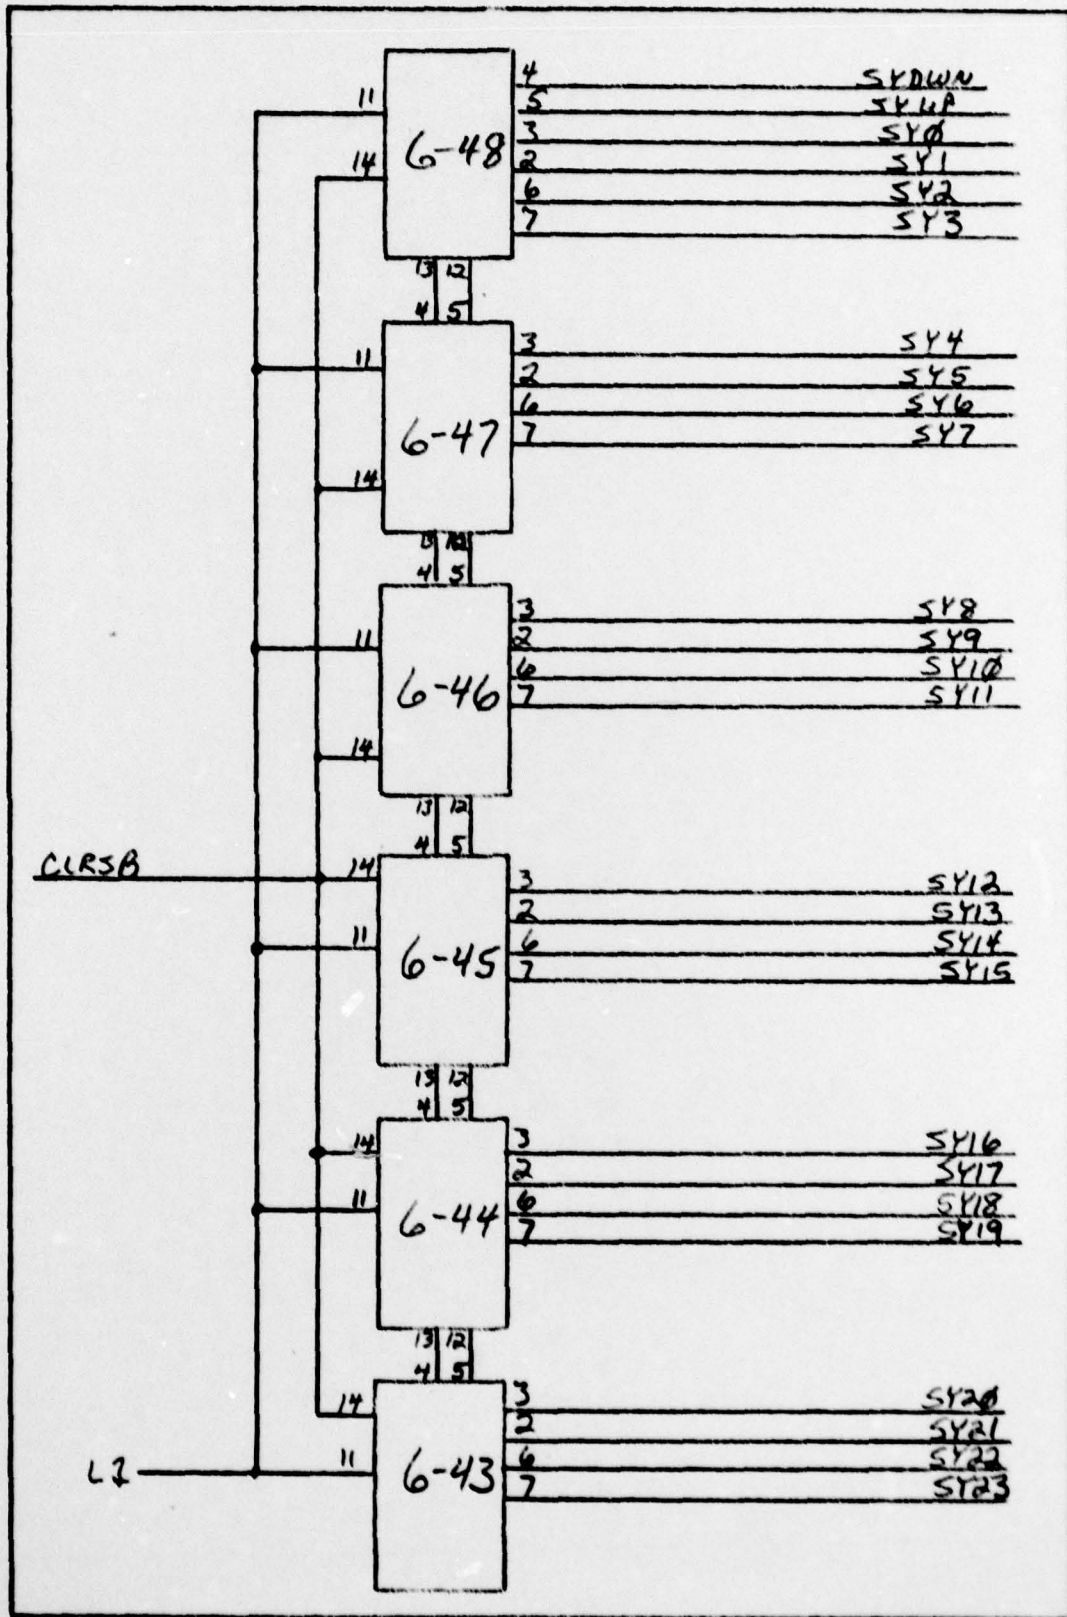 4 SYDWN
11 5 SYUP
3 SYØ
6-48 2 SY1
14 6 SY2
7 SY3
13 12
4 5
3 SY4
11 2 SY5
6 SY6
6-47 7 SY7
14
13 12
4 5
3 SY8
11 2 SY9
6 SY1Ø
6-46 7 SY11
14
13 12
4 5
CLRSB 14 3 SY12
2 SY13
11 6 SY14
6-45 7 SY15
13 12
4 5
14 3 SY16
2 SY17
11 6 SY18
6-44 7 SY19
13 12
4 5
14 3 SY2Ø
2 SY21
11 6 SY22
6-43 7 SY23